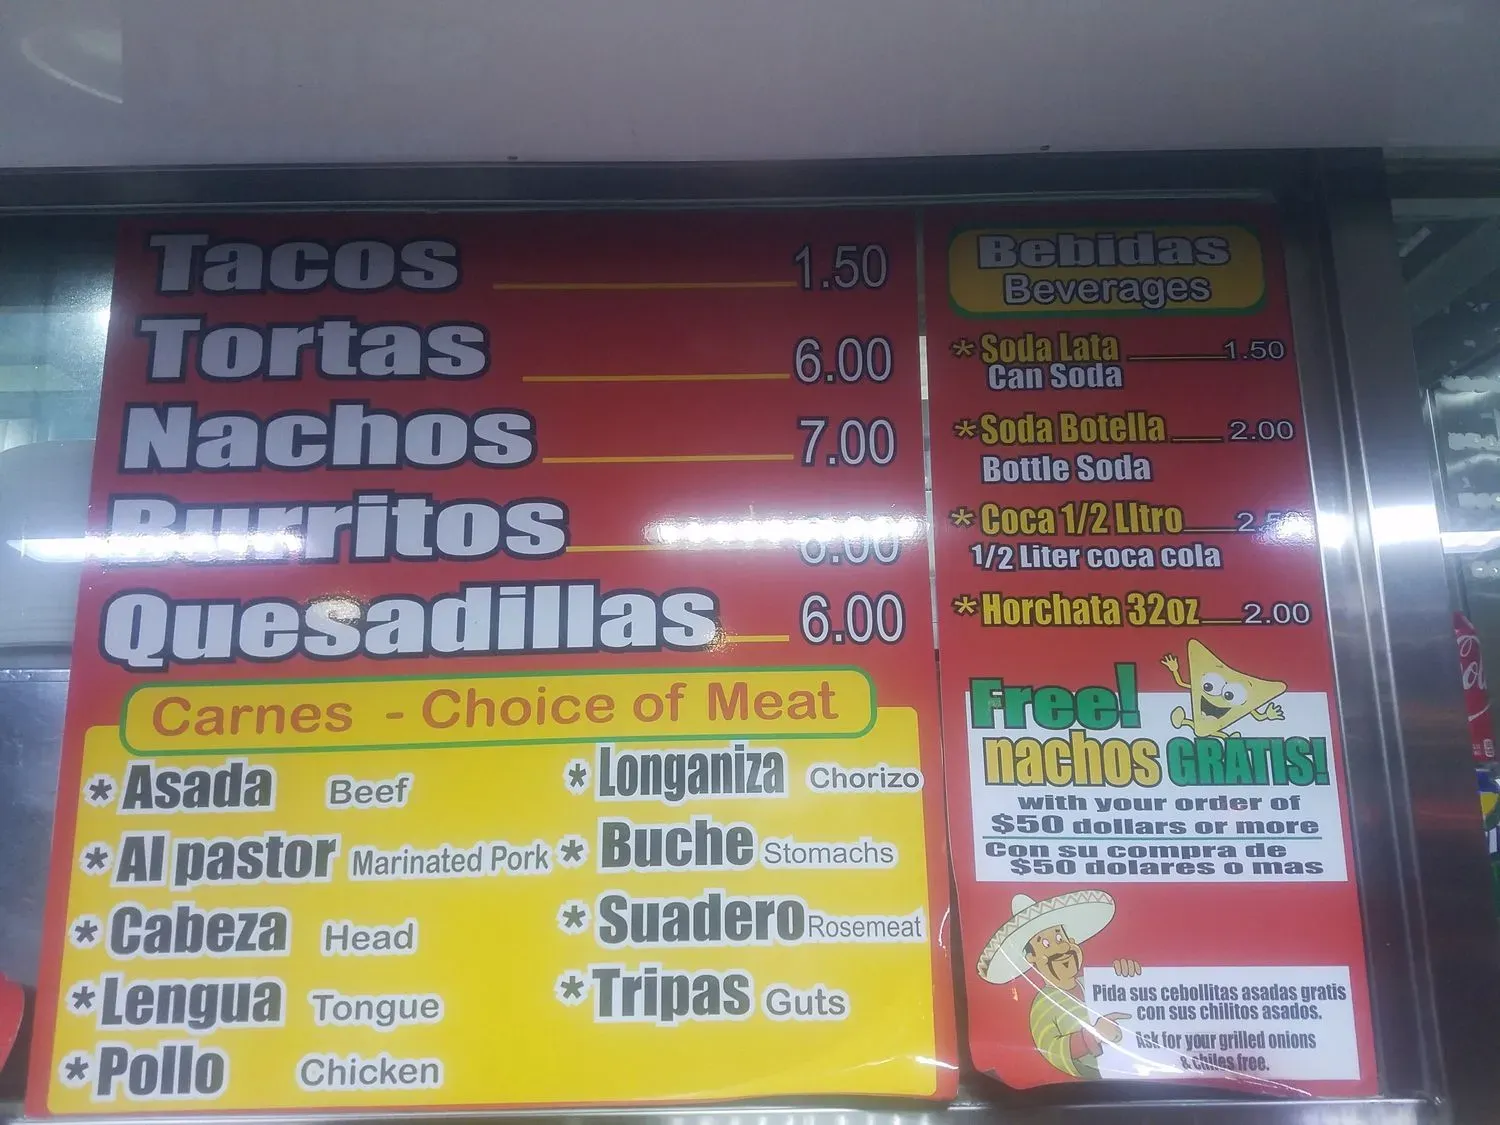 Tacos 1.50
Tortas 6.00
Nachos 7.00
Burritos
Quesadillas 6.00
Carnes - Choice of Meat
* Asada Beef
* Al pastor Marinated Pork
* Cabeza Head
* Lengua Tongue
* Pollo Chicken
* Longaniza Chorizo
* Buche Stomachs
* Suadero Rosemeat
* Tripas Guts
Bebidas
Beverages
* Soda Lata 1.50
Can Soda
* Soda Botella 2.00
Bottle Soda
* Coca 1/2 LItro
1/2 Liter coca cola
* Horchata 32oz 2.00
Free!
nachos GRATIS!
with your order of
$50 dollars or more
Con su compra de
$50 dolares o mas
Pida sus cebollitas asadas gratis
con sus chilitos asados.
Ask for your grilled onions
& chiles free.